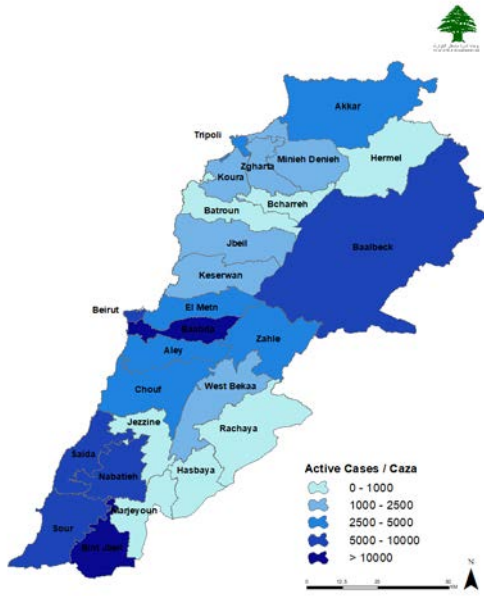 Akkar
Tripoli
Hermel
Minieh Denieh
Zgharta
Koura
Bcharreh
Batroun
Jbeil
Baalbeck
Keserwan
Beirut
El Metn
Baabda
Zahle
Aley
West Bekaa
Chouf
Jezzine
Rachaya
Saida
Hasbaya
Nabatieh
Marjeyoun
Sour
Bint Jbeil
Active Cases / Caza
0 - 1000
1000 - 2500
2500 - 5000
5000 - 10000
> 10000
N